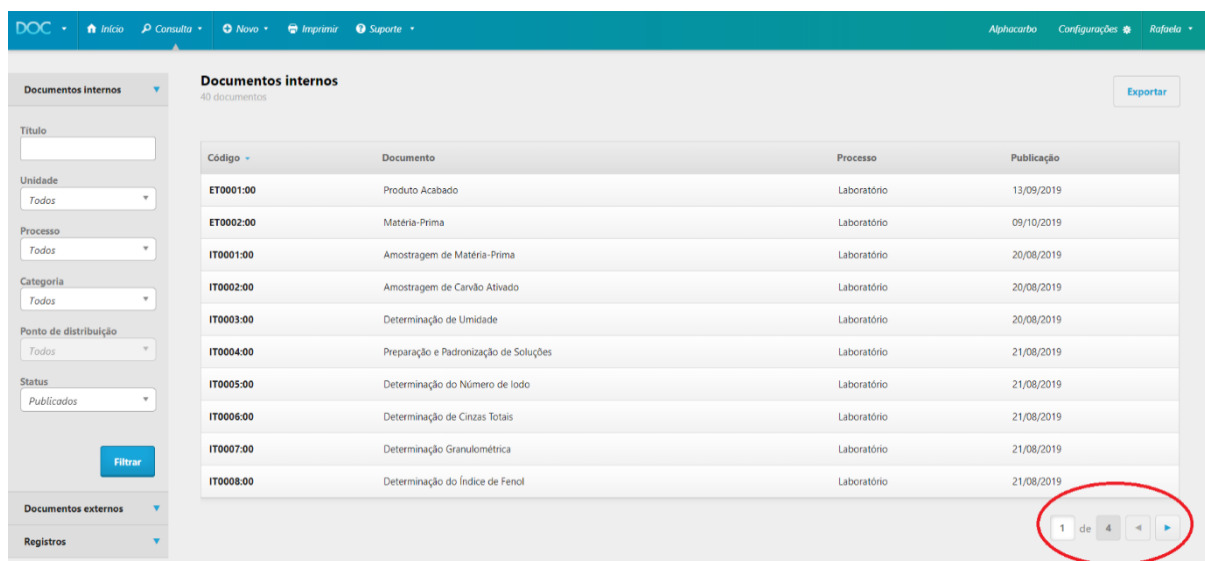 DOC Início Consulta Novo Imprimir Suporte Alphacarbo Configurações Rafaela
Documentos internos
Título
Unidade
Todos
Processo
Todos
Categoria
Todos
Ponto de distribuição
Todos
Status
Publicados
Filtrar
Documentos externos
Registros
Documentos internos
40 documentos
Exportar
Código Documento Processo Publicação
ET0001:00 Produto Acabado Laboratório 13/09/2019
ET0002:00 Matéria-Prima Laboratório 09/10/2019
IT0001:00 Amostragem de Matéria-Prima Laboratório 20/08/2019
IT0002:00 Amostragem de Carvão Ativado Laboratório 20/08/2019
IT0003:00 Determinação de Umidade Laboratório 20/08/2019
IT0004:00 Preparação e Padronização de Soluções Laboratório 21/08/2019
IT0005:00 Determinação do Número de Iodo Laboratório 21/08/2019
IT0006:00 Determinação de Cinzas Totais Laboratório 21/08/2019
IT0007:00 Determinação Granulométrica Laboratório 21/08/2019
IT0008:00 Determinação do Índice de Fenol Laboratório 21/08/2019
1 de 4